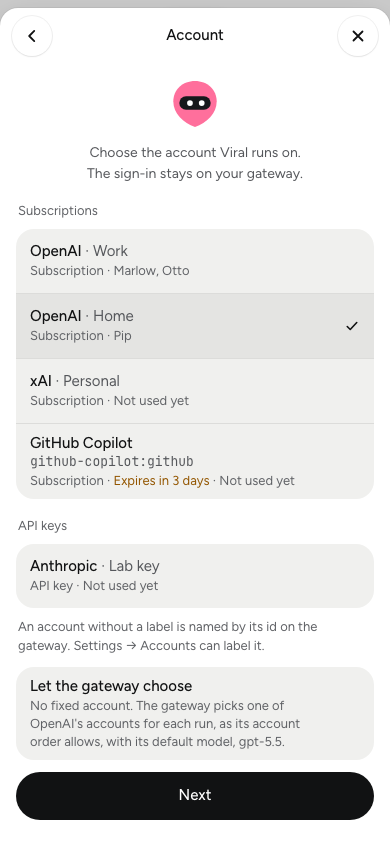 Account
Choose the account Viral runs on.
The sign-in stays on your gateway.
Subscriptions
OpenAI · Work
Subscription · Marlow, Otto
OpenAI · Home
Subscription · Pip
xAI · Personal
Subscription · Not used yet
GitHub Copilot
github-copilot:github
Subscription · Expires in 3 days · Not used yet
API keys
Anthropic · Lab key
API key · Not used yet
An account without a label is named by its id on the
gateway. Settings → Accounts can label it.
Let the gateway choose
No fixed account. The gateway picks one of
OpenAI's accounts for each run, as its account
order allows, with its default model, gpt-5.5.
Next